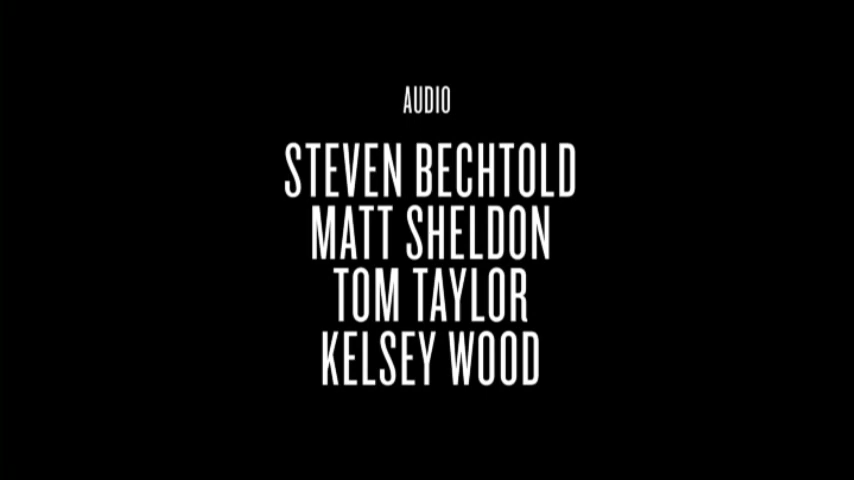 AUDIO
STEVEN BECHTOLD
MATT SHELDON
TOM TAYLOR
KELSEY WOOD